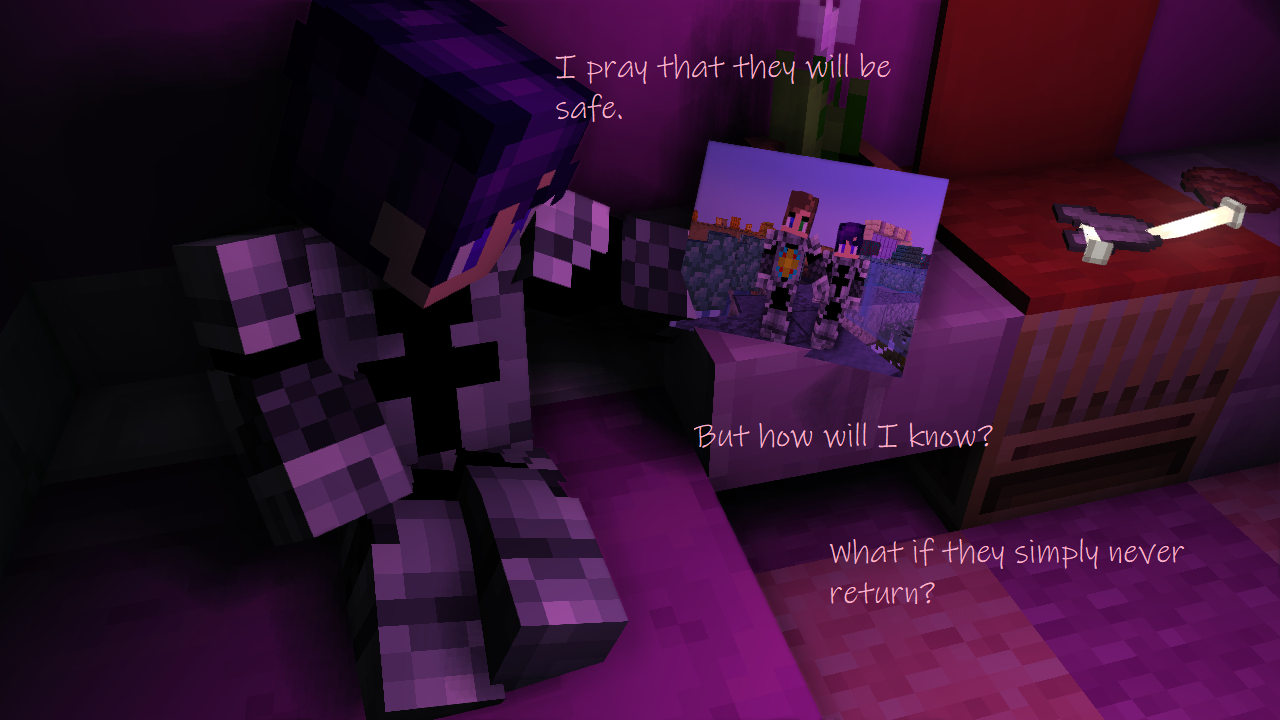 I pray that they will be
safe.
But how will I know?
What if they simply never
return?